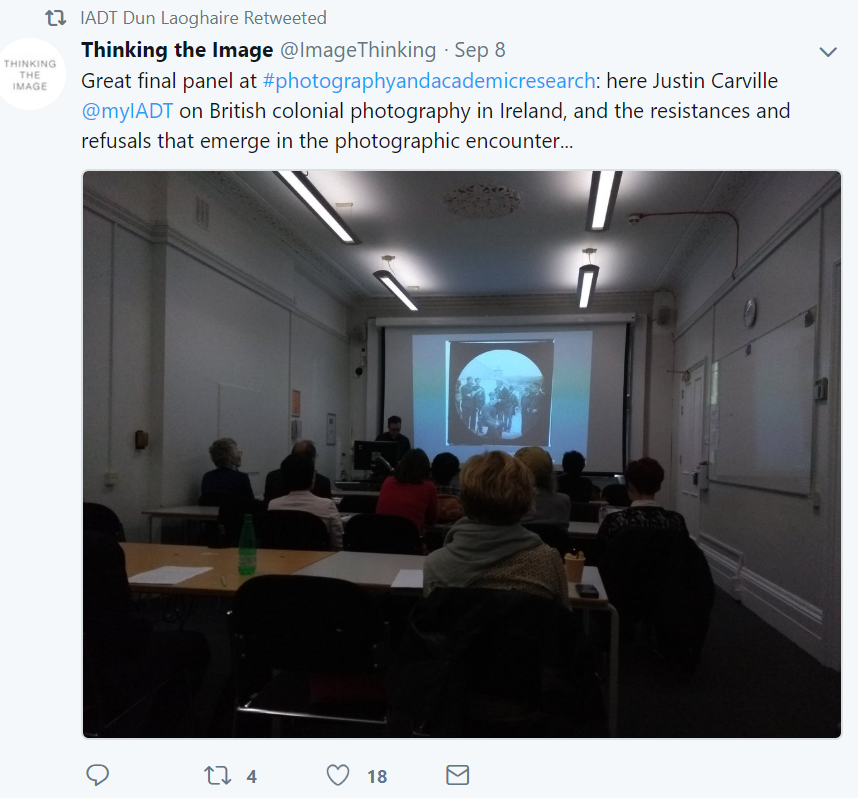 IADT Dun Laoghaire Retweeted
Thinking the Image @ImageThinking · Sep 8
THINKING
THE
IMAGE
Great final panel at #photographyandacademicresearch: here Justin Carville
@myIADT on British colonial photography in Ireland, and the resistances and
refusals that emerge in the photographic encounter...
4 18